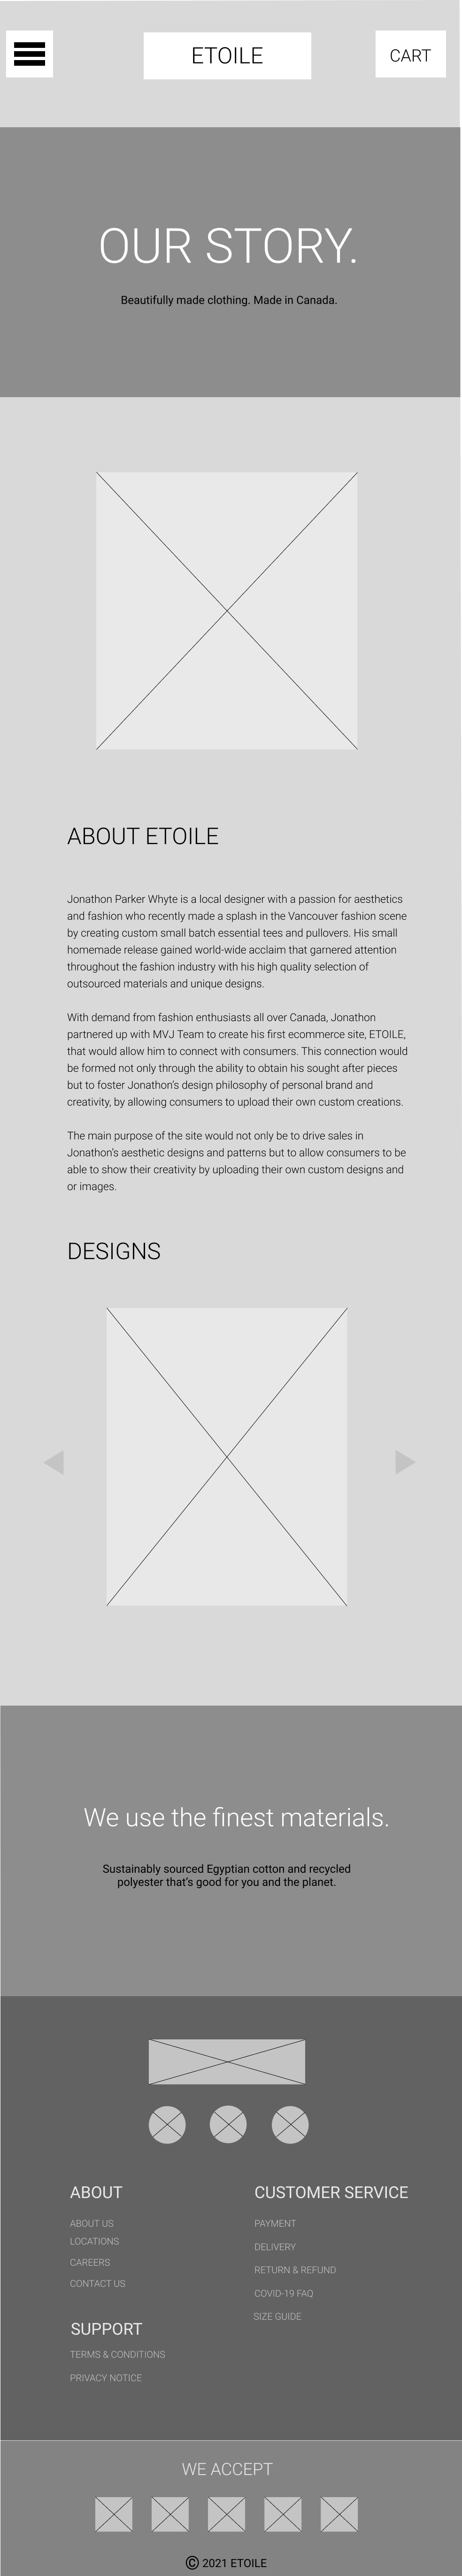 ETOILE
CART
OUR STORY.
Beautifully made clothing. Made in Canada.
ABOUT ETOILE
Jonathon Parker Whyte is a local designer with a passion for aesthetics
and fashion who recently made a splash in the Vancouver fashion scene
by creating custom small batch essential tees and pullovers. His small
homemade release gained world-wide acclaim that garnered attention
throughout the fashion industry with his high quality selection of
outsourced materials and unique designs.
With demand from fashion enthusiasts all over Canada, Jonathon
partnered up with MVJ Team to create his first ecommerce site, ETOILE,
that would allow him to connect with consumers. This connection would
be formed not only through the ability to obtain his sought after pieces
but to foster Jonathon's design philosophy of personal brand and
creativity, by allowing consumers to upload their own custom creations.
The main purpose of the site would not only be to drive sales in
Jonathon's aesthetic designs and patterns but to allow consumers to be
able to show their creativity by uploading their own custom designs and
or images.
DESIGNS
We use the finest materials.
Sustainably sourced Egyptian cotton and recycled
polyester that's good for you and the planet.
ABOUT
ABOUT US
LOCATIONS
CAREERS
CONTACT US
SUPPORT
TERMS & CONDITIONS
PRIVACY NOTICE
CUSTOMER SERVICE
PAYMENT
DELIVERY
RETURN & REFUND
COVID-19 FAQ
SIZE GUIDE
WE ACCEPT
© 2021 ETOILE